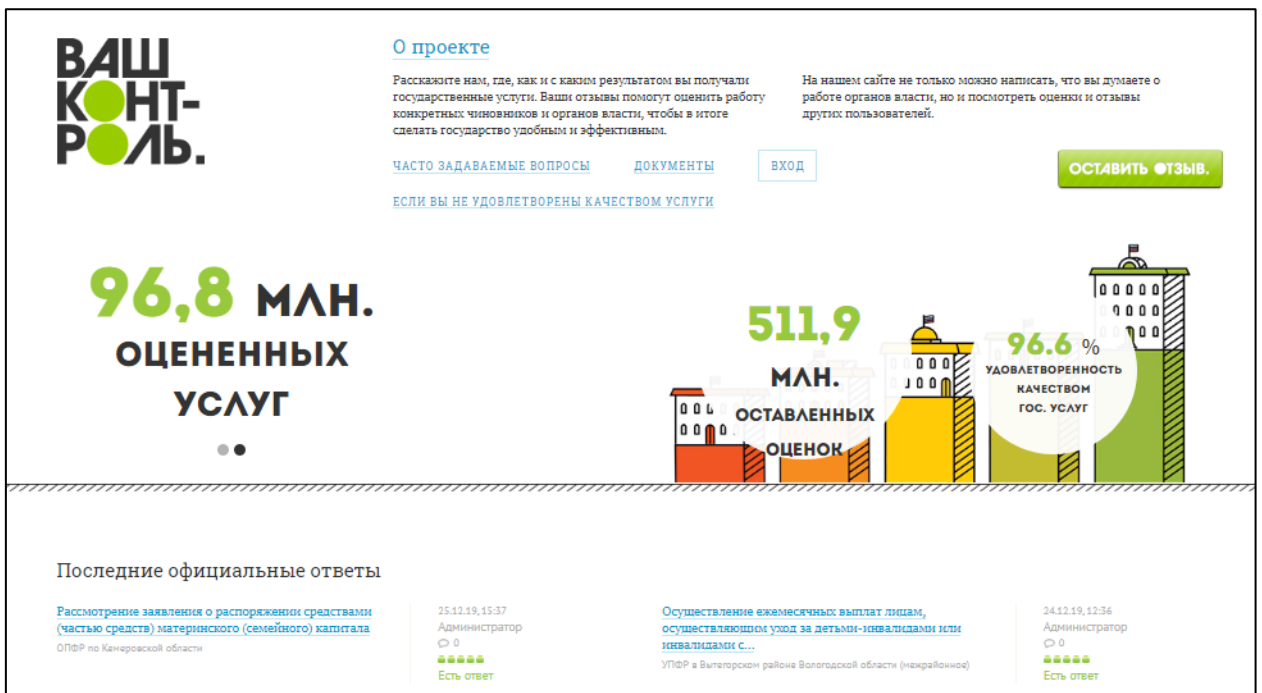 ВАШ
КОНТ-
РОЛЬ.
О проекте
Расскажите нам, где, как и с каким результатом вы получали
государственные услуги. Ваши отзывы помогут оценить работу
конкретных чиновников и органов власти, чтобы в итоге
сделать государство удобным и эффективным.
На нашем сайте не только можно написать, что вы думаете о
работе органов власти, но и посмотреть оценки и отзывы
других пользователей.
ЧАСТО ЗАДАВАЕМЫЕ ВОПРОСЫ
ДОКУМЕНТЫ
ВХОД
ОСТАВИТЬ ОТЗЫВ.
ЕСЛИ ВЫ НЕ УДОВЛЕТВОРЕНЫ КАЧЕСТВОМ УСЛУГИ
96,8 МЛН.
ОЦЕНЕННЫХ
УСЛУГ
511,9
МЛН.
ОСТАВЛЕННЫХ
ОЦЕНОК
96.6 %
УДОВЛЕТВОРЕННОСТЬ
КАЧЕСТВОМ
ГОС. УСЛУГ
Последние официальные ответы
Рассмотрение заявления о распоряжении средствами
(частью средств) материнского (семейного) капитала
ОПФР по Кемеровской области
25.12.19, 15:37
Администратор
0
Есть ответ
Осуществление ежемесячных выплат лицам,
осуществляющим уход за детьми-инвалидами или
инвалидами с...
УПФР в Вытегорском районе Вологодской области (межрайонное)
24.12.19, 12:36
Администратор
0
Есть ответ